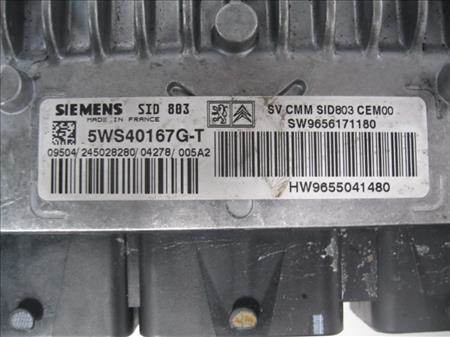 SIEMENS SID 803
MADE IN FRANCE
5WS40167G-T
09504/245028280/04278/005A2
SV CMM SID803 CEM00
SW9656171180
HW9655041480